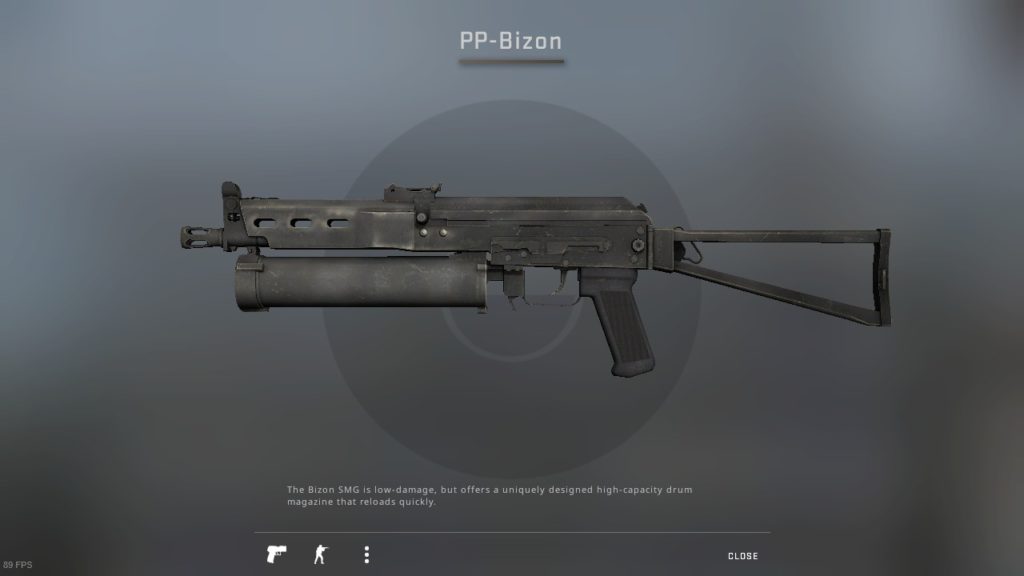 PP-Bizon
The Bizon SMG is low-damage, but offers a uniquely designed high-capacity drum
magazine that reloads quickly.
CLOSE
89 FPS